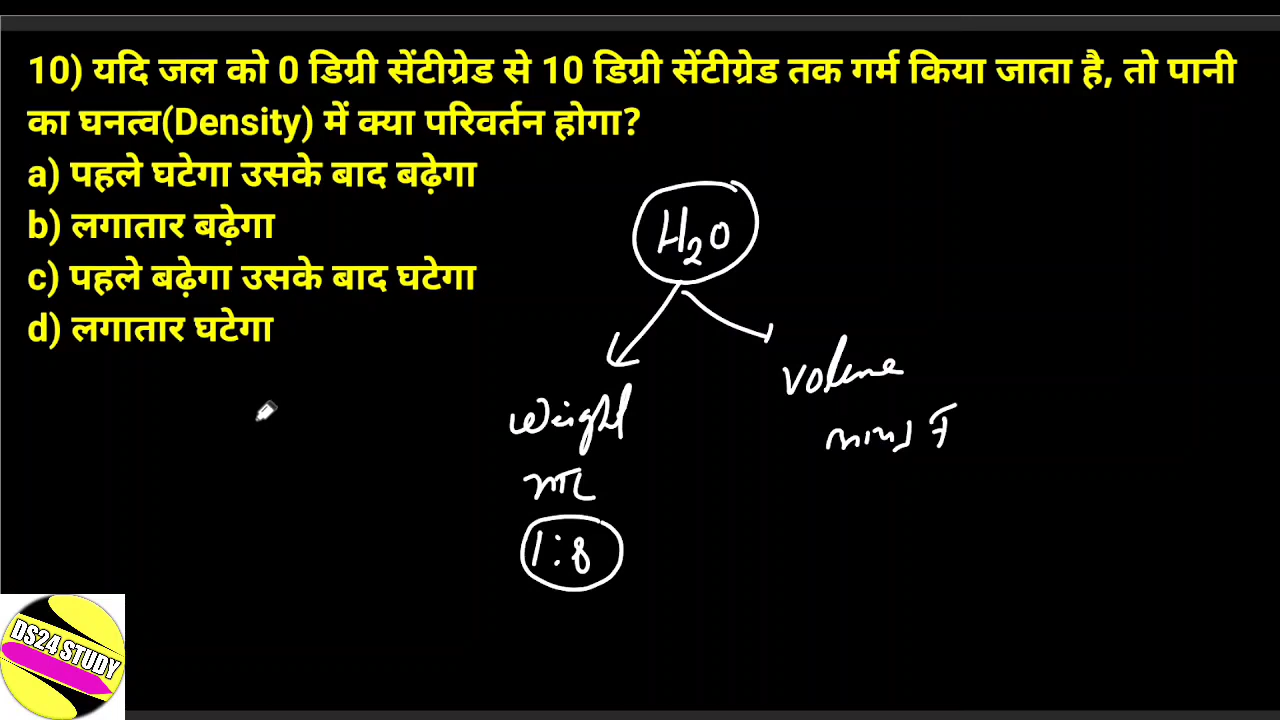 10) यदि जल को 0 डिग्री सेंटीग्रेड से 10 डिग्री सेंटीग्रेड तक गर्म किया जाता है, तो पानी
का घनत्व(Density) में क्या परिवर्तन होगा?
a) पहले घटेगा उसके बाद बढ़ेगा
b) लगातार बढ़ेगा
c) पहले बढ़ेगा उसके बाद घटेगा
d) लगातार घटेगा
H2O
Weight
1:8
DS24 STUDY